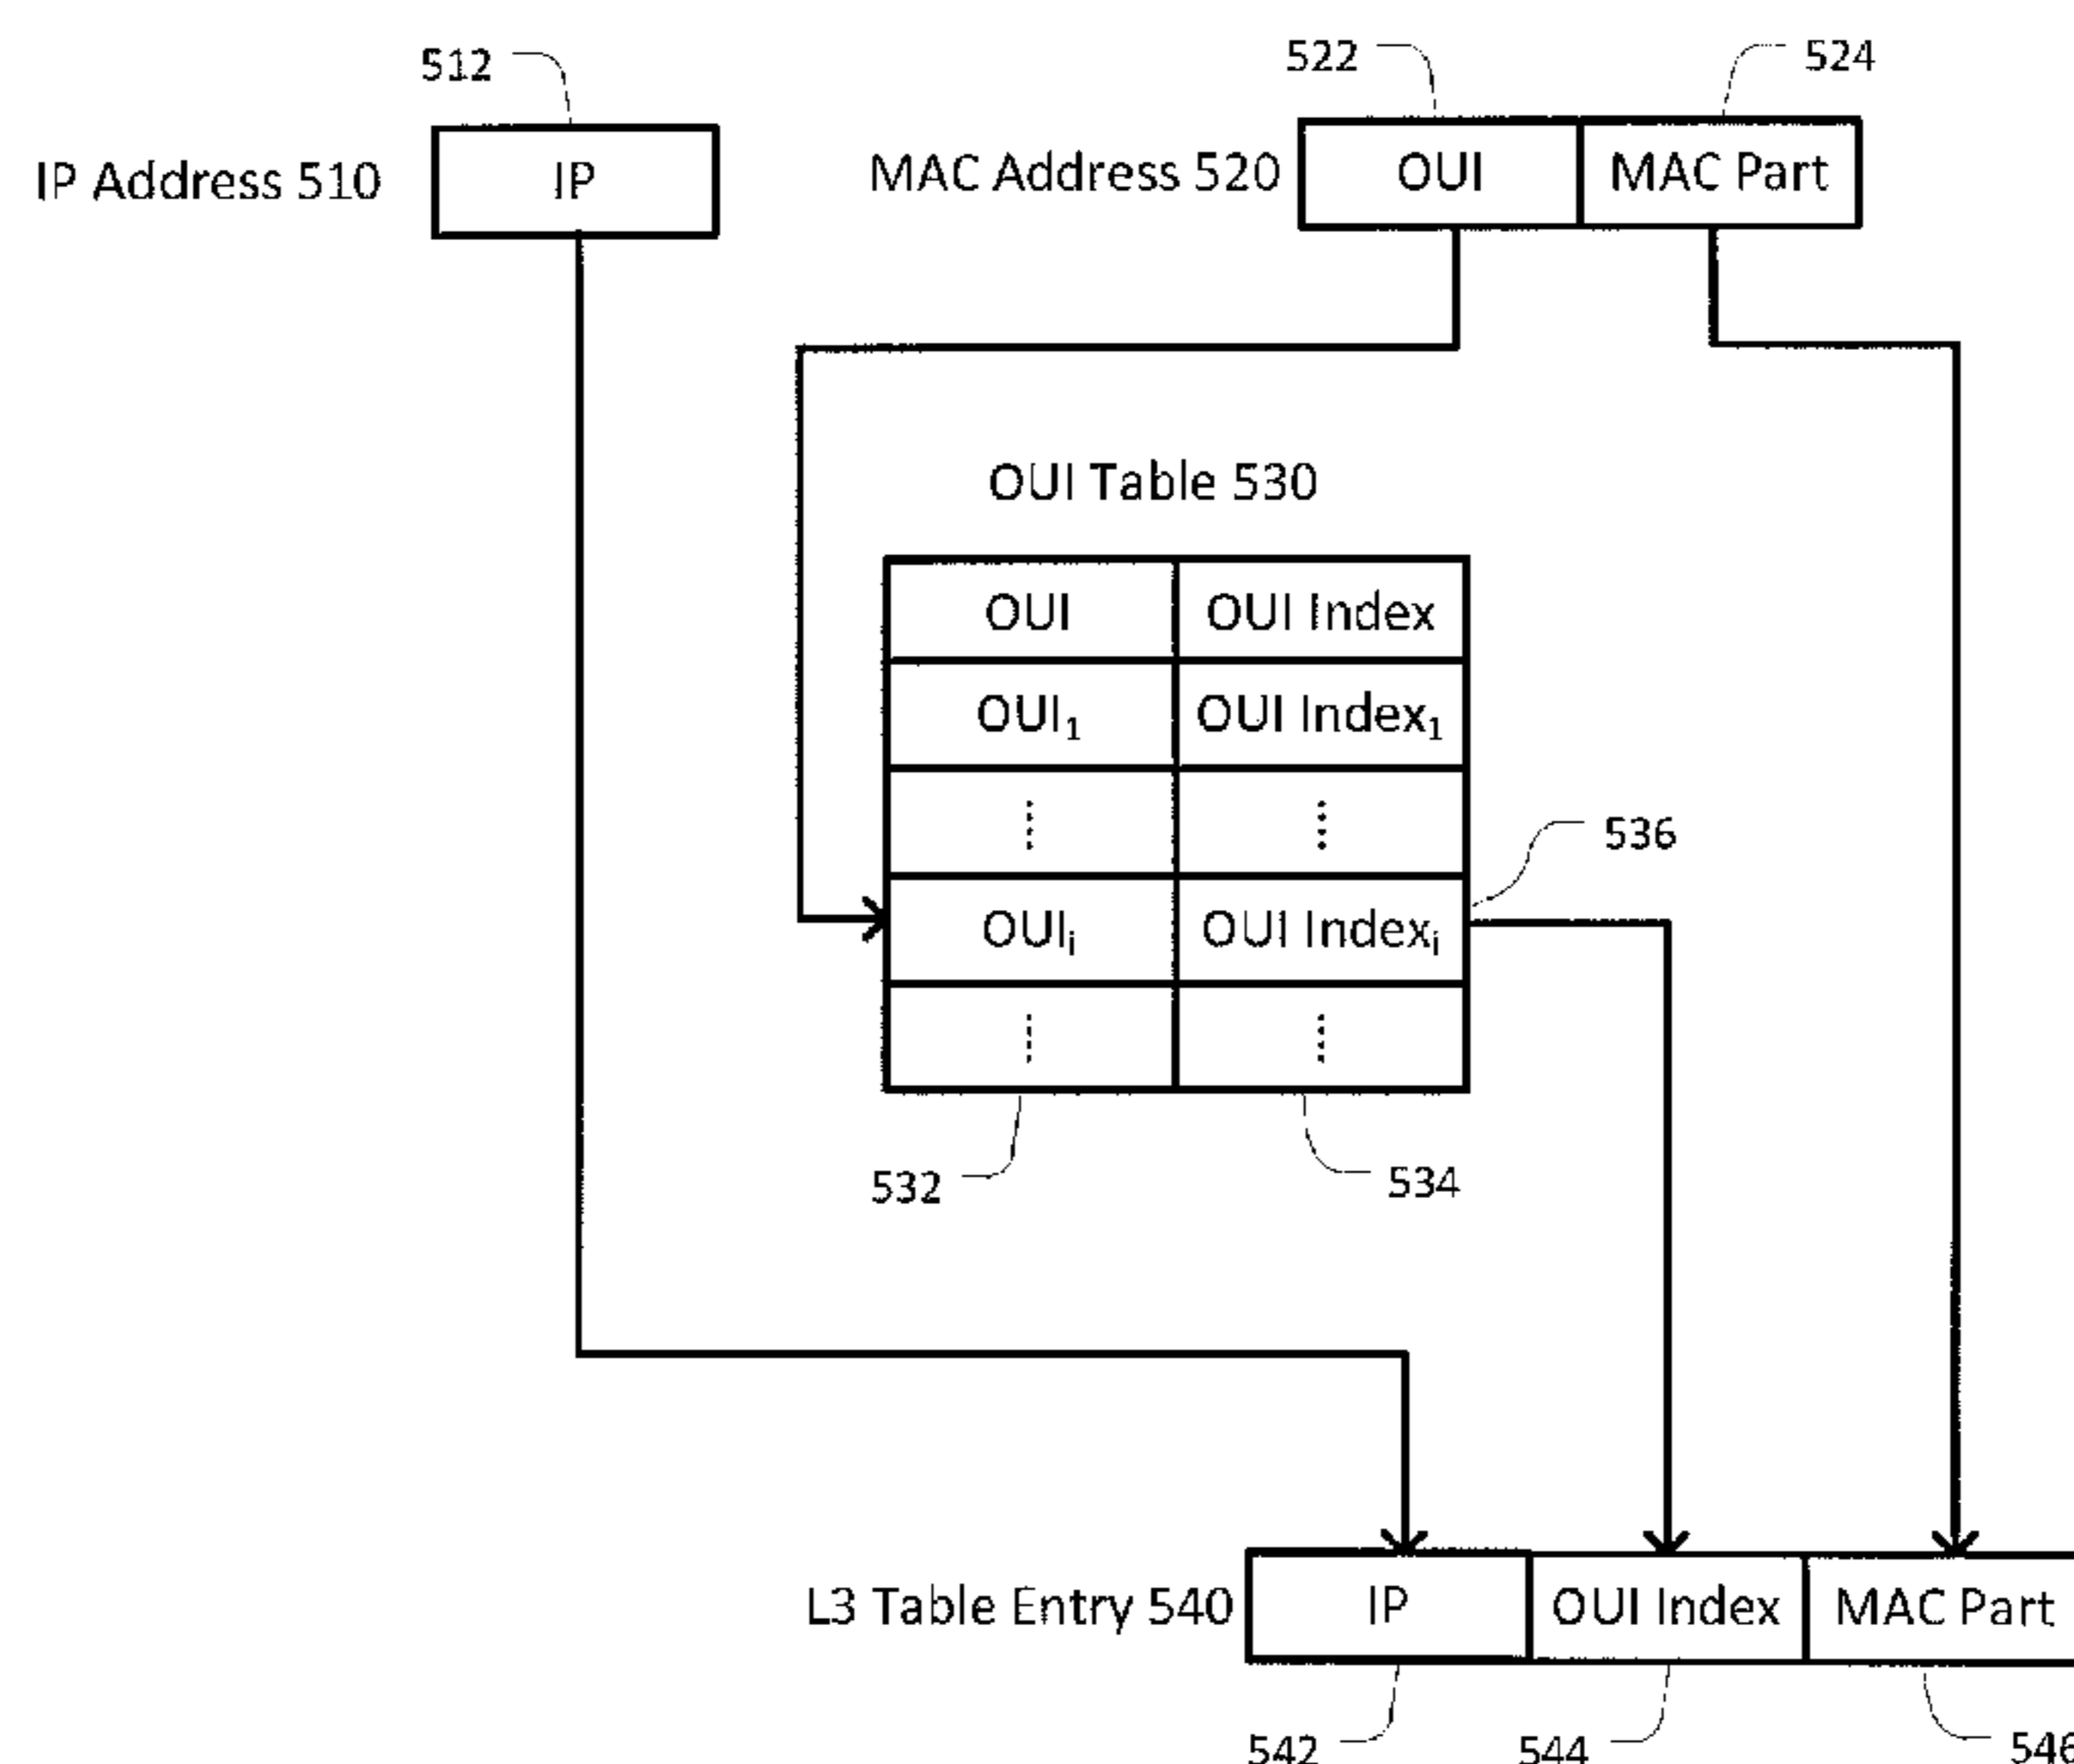 512
522
524
IP Address 510
IP
MAC Address 520
OUI
MAC Part
OUI Table 530
OUI
OUI Index
OUI₁
OUI Index₁
⋮
⋮
536
OUIᵢ
OUI Indexᵢ
⋮
⋮
532
534
L3 Table Entry 540
IP
OUI Index
MAC Part
542
544
546